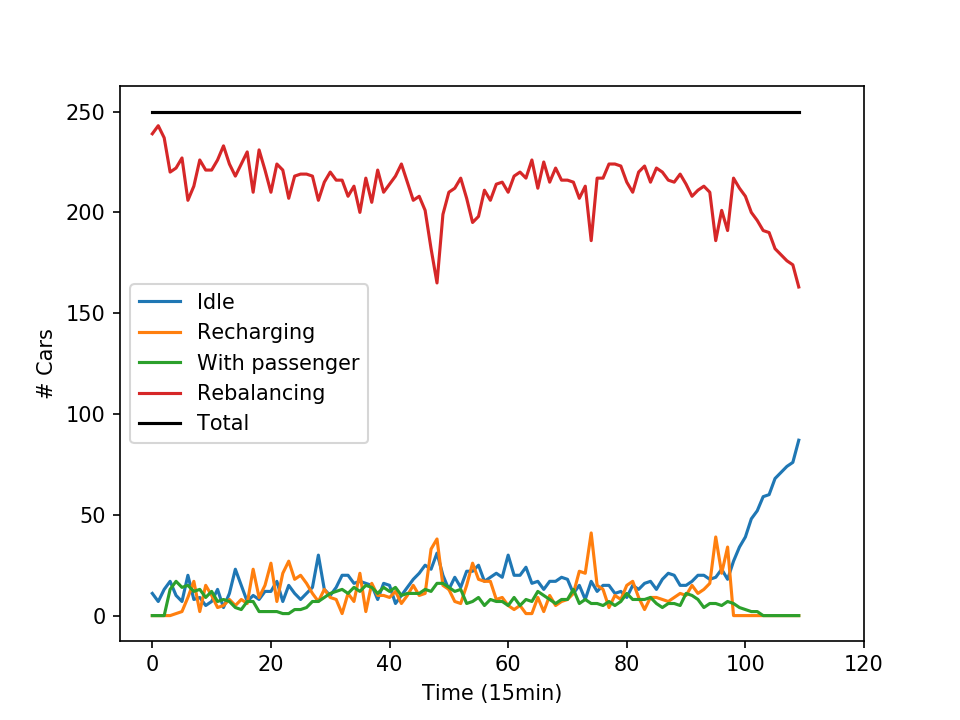 250
200
150
100
50
0
# Cars
Idle
Recharging
With passenger
Rebalancing
Total
0 20 40 60 80 100 120
Time (15min)